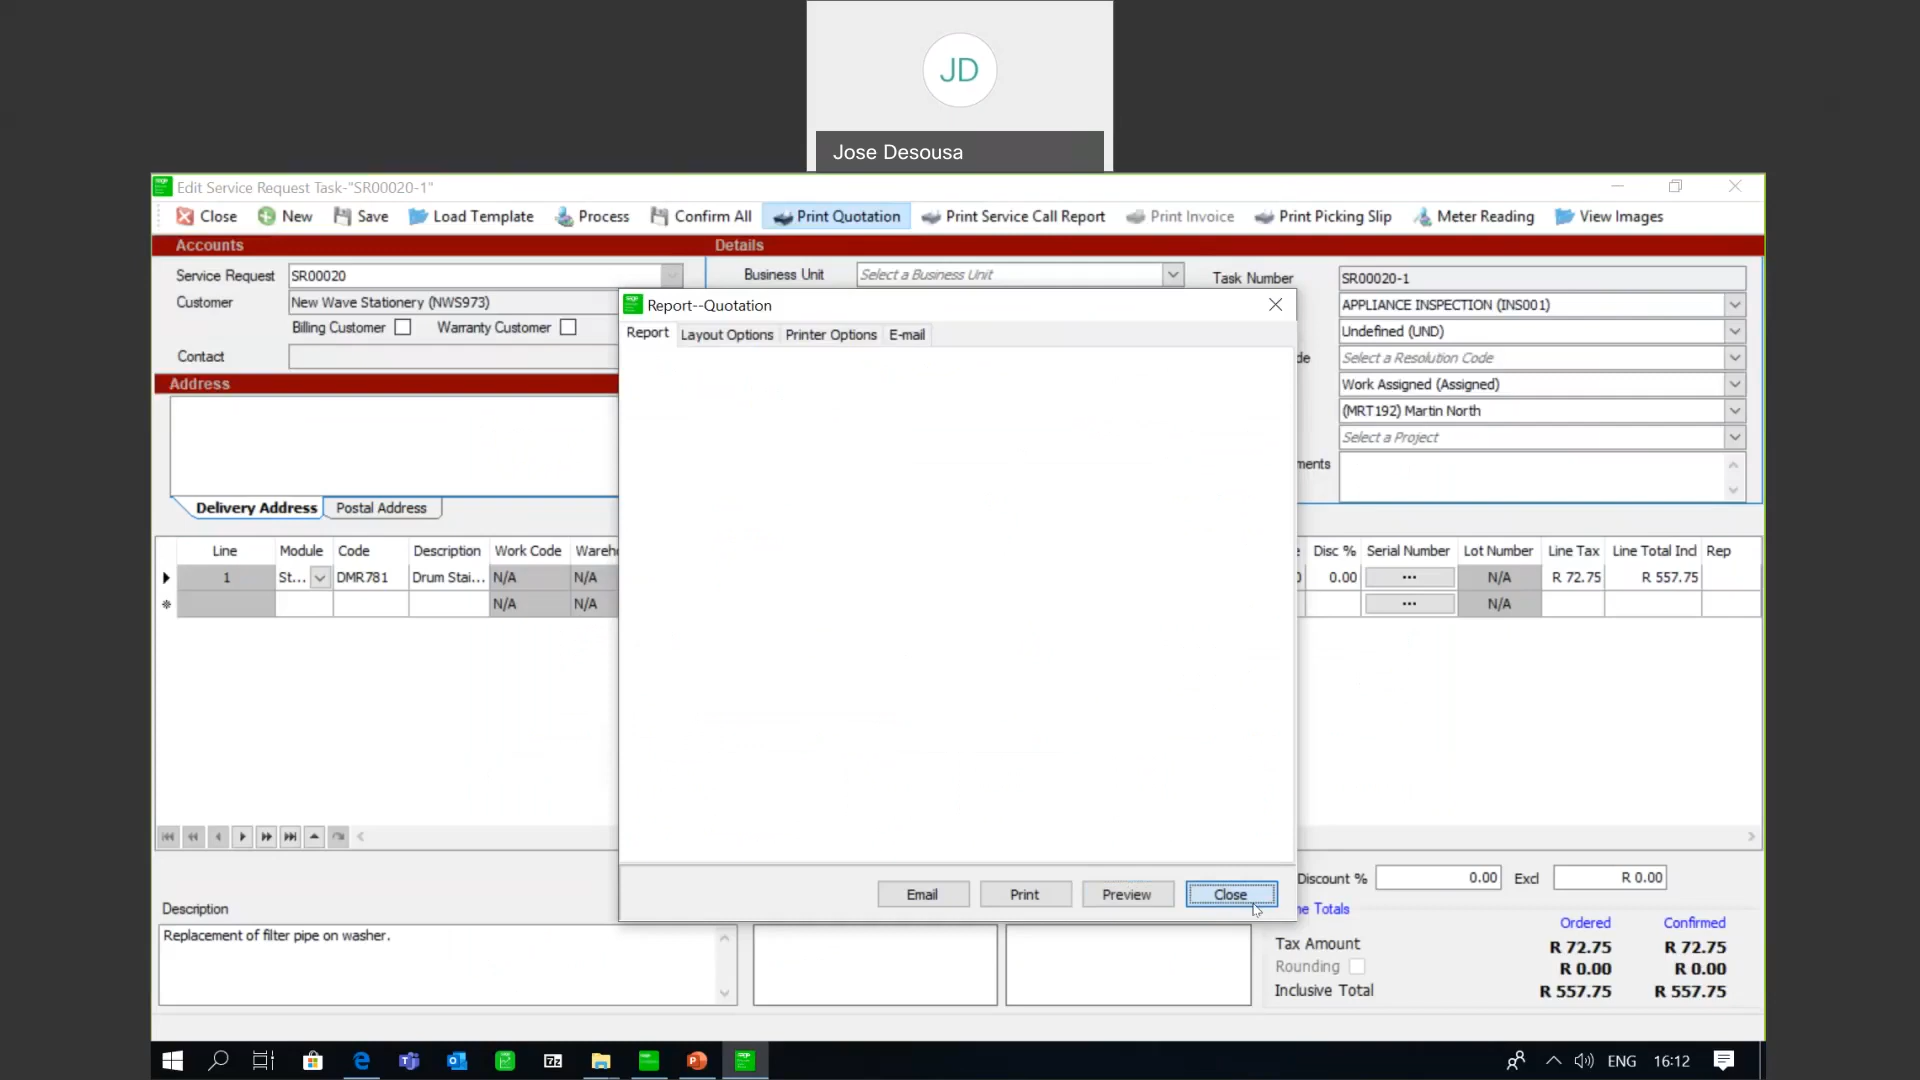 JD
Jose Desousa
Edit Service Request Task-"SR00020-1"
Close New Save Load Template Process Confirm All Print Quotation Print Service Call Report Print Invoice Print Picking Slip Meter Reading View Images
Accounts Details
Service Request SR00020 Business Unit Select a Business Unit Task Number SR00020-1
Customer New Wave Stationery (NWS973) APPLIANCE INSPECTION (INS001)
Billing Customer Warranty Customer Undefined (UND)
Contact de Select a Resolution Code
Address Work Assigned (Assigned)
(MRT192) Martin North
Select a Project
ments
Delivery Address Postal Address
Report--Quotation
Report Layout Options Printer Options E-mail
Line Module Code Description Work Code Wareh e Disc % Serial Number Lot Number Line Tax Line Total Incl Rep
1 St... DMR781 Drum Stai... N/A N/A 0 0.00 ... N/A R 72.75 R 557.75
N/A N/A ... N/A
Email Print Preview Close
Discount % 0.00 Excl R 0.00
Description ne Totals
Ordered Confirmed
Replacement of filter pipe on washer.
Tax Amount R 72.75 R 72.75
Rounding R 0.00 R 0.00
Inclusive Total R 557.75 R 557.75
ENG 16:12